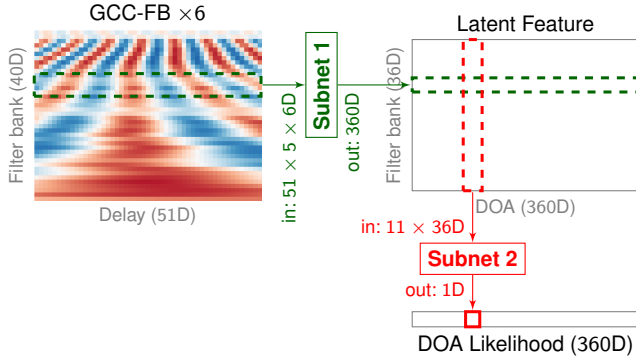 GCC-FB ×6
Filter bank (40D)
Delay (51D)
in: 51 × 5 × 6D
Subnet 1
out: 360D
Latent Feature
Filter bank (36D)
DOA (360D)
in: 11 × 36D
Subnet 2
out: 1D
DOA Likelihood (360D)